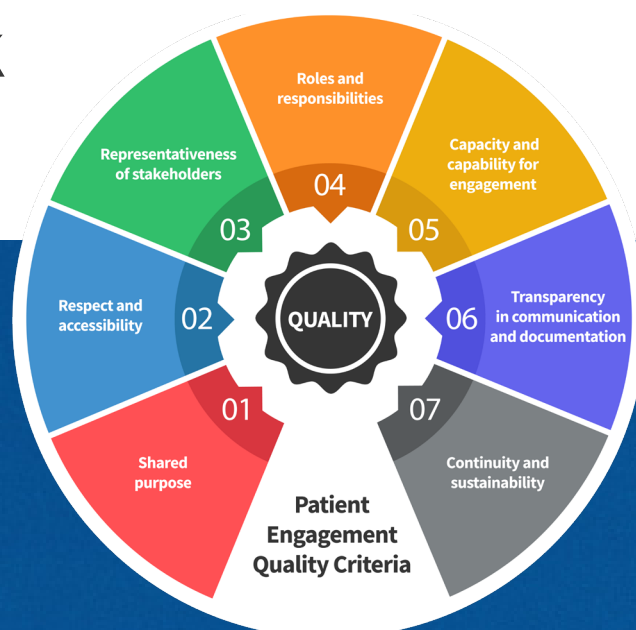 Roles and
responsibilities
04
Representativeness
of stakeholders
03
Capacity and
capability for
engagement
05
Respect and
accessibility
02
QUALITY
06
Transparency
in communication
and documentation
01
Shared
purpose
07
Continuity and
sustainability
Patient
Engagement
Quality Criteria